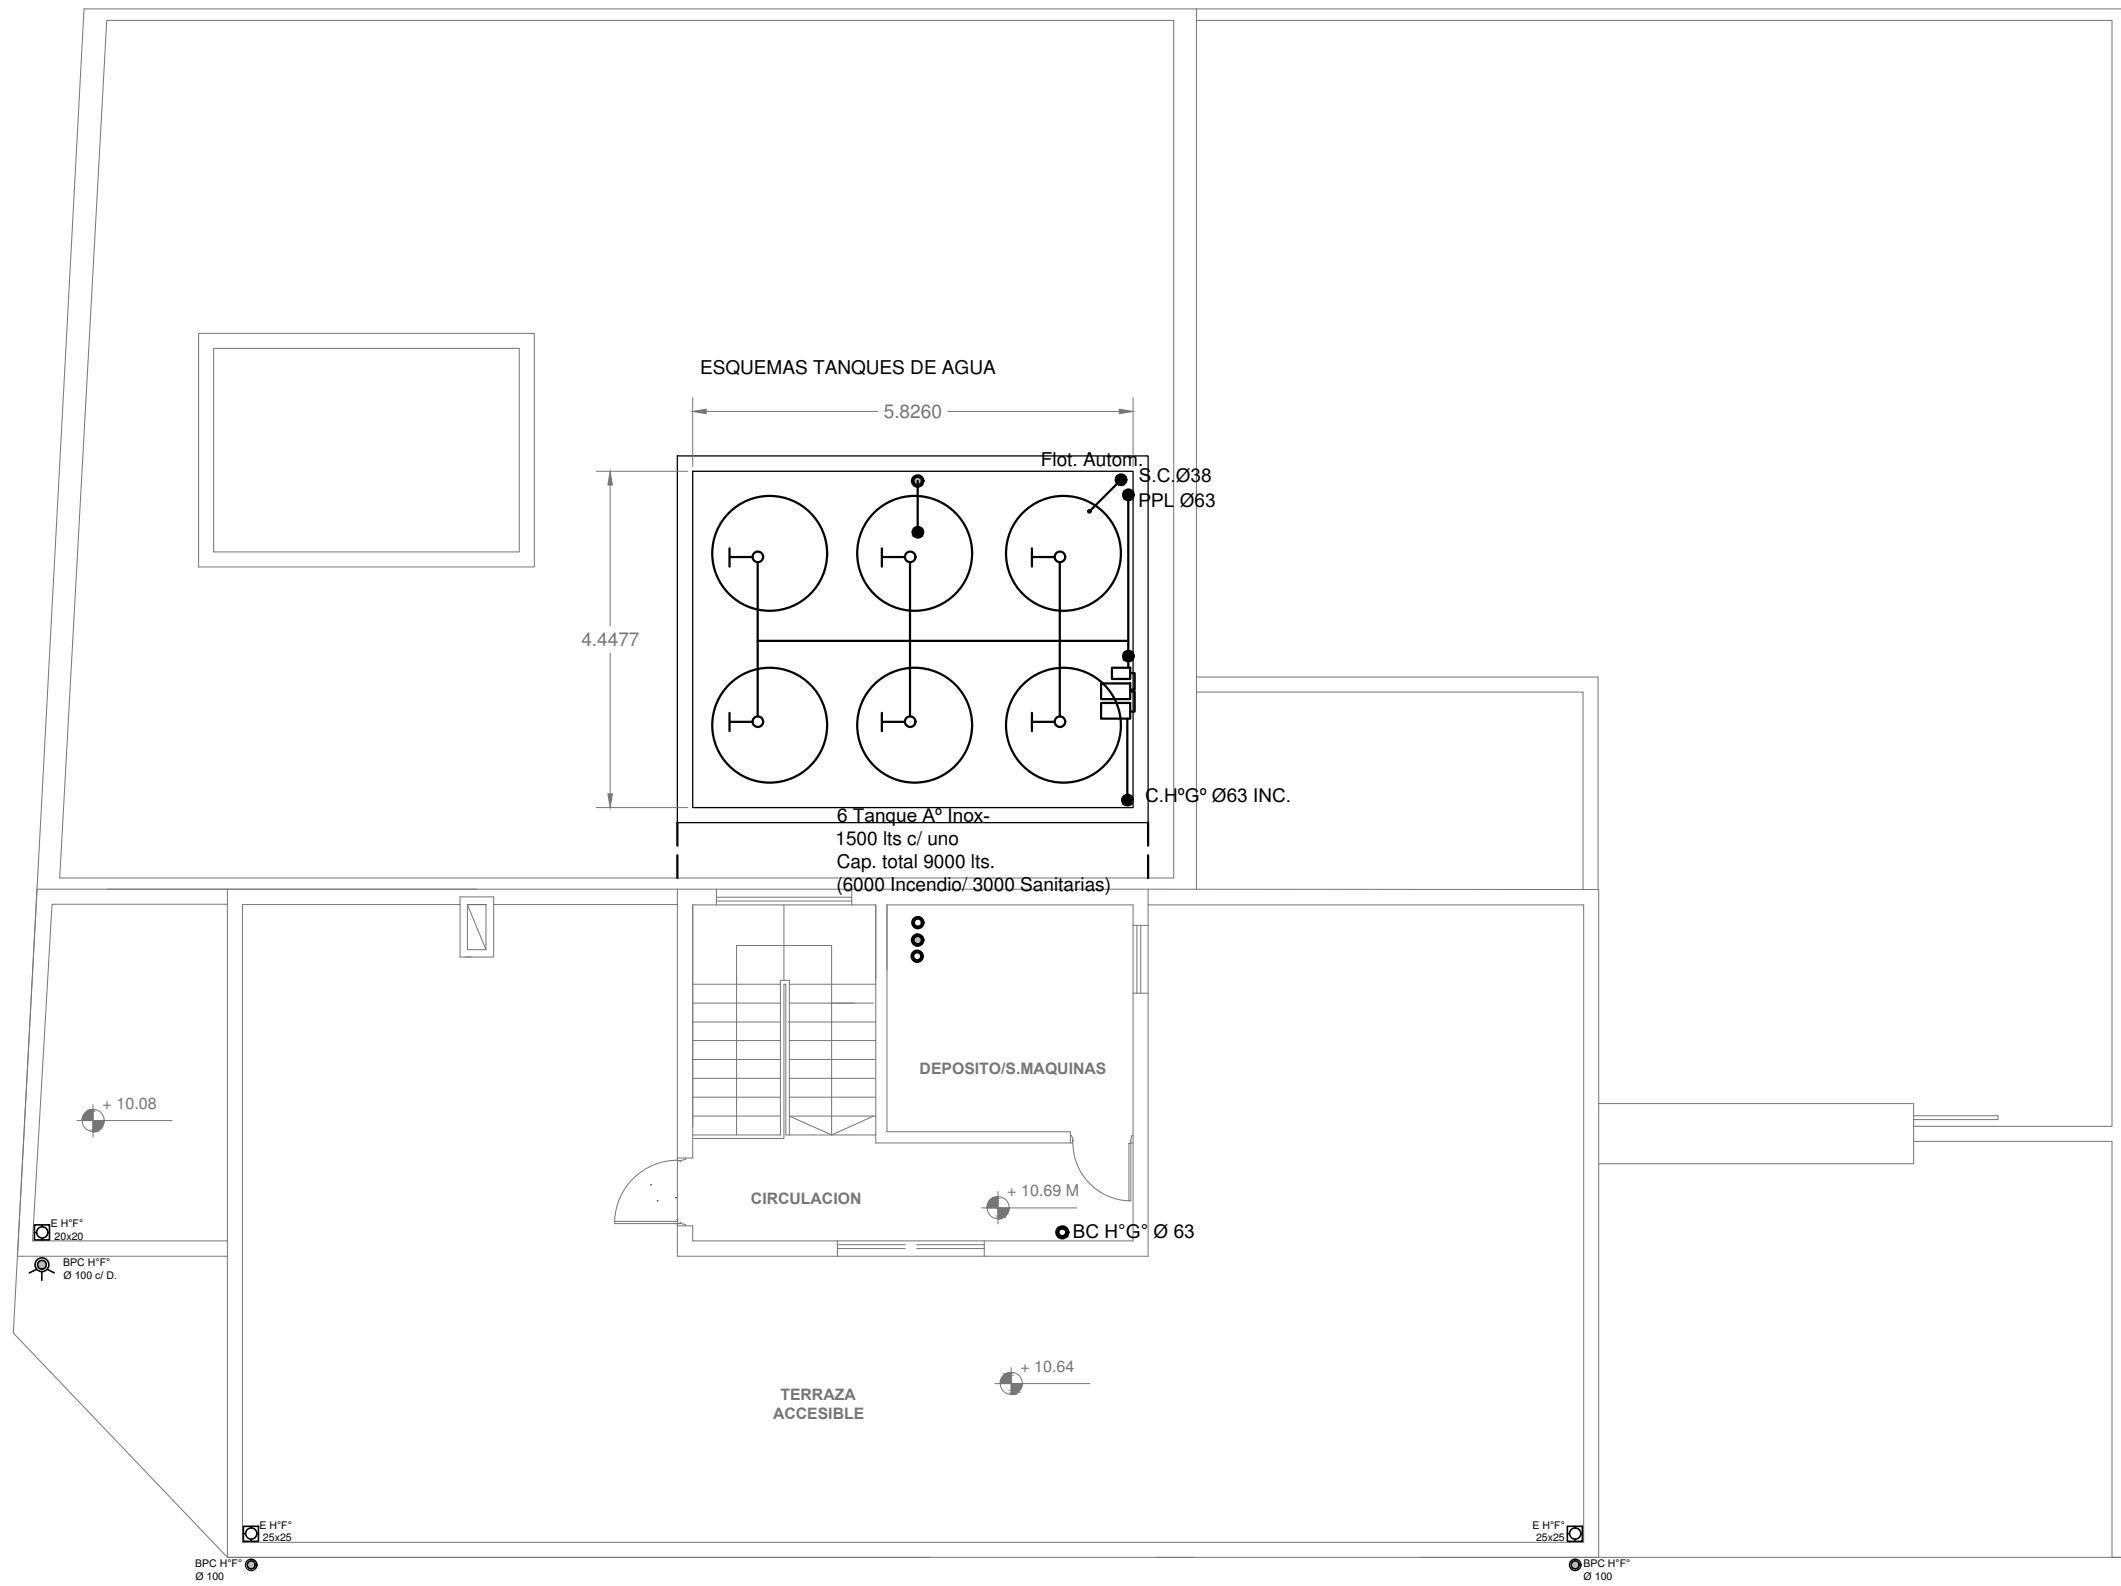 ESQUEMAS TANQUES DE AGUA
5.8260
Flot. Autom.
S.C.Ø38
PPL Ø63
4.4477
C.HºGº Ø63 INC.
6 Tanque Aº Inox-
1500 lts c/ uno
Cap. total 9000 lts.
(6000 Incendio/ 3000 Sanitarias)
DEPOSITO/S.MAQUINAS
+ 10.08
CIRCULACION
+ 10.69 M
E H°F°
20x20
BC H°G° Ø 63
BPC H°F°
Ø 100 c/ D.
+ 10.64
TERRAZA
ACCESIBLE
E H°F°
25x25
E H°F°
25x25
BPC H°F°
Ø 100
BPC H°F°
Ø 100